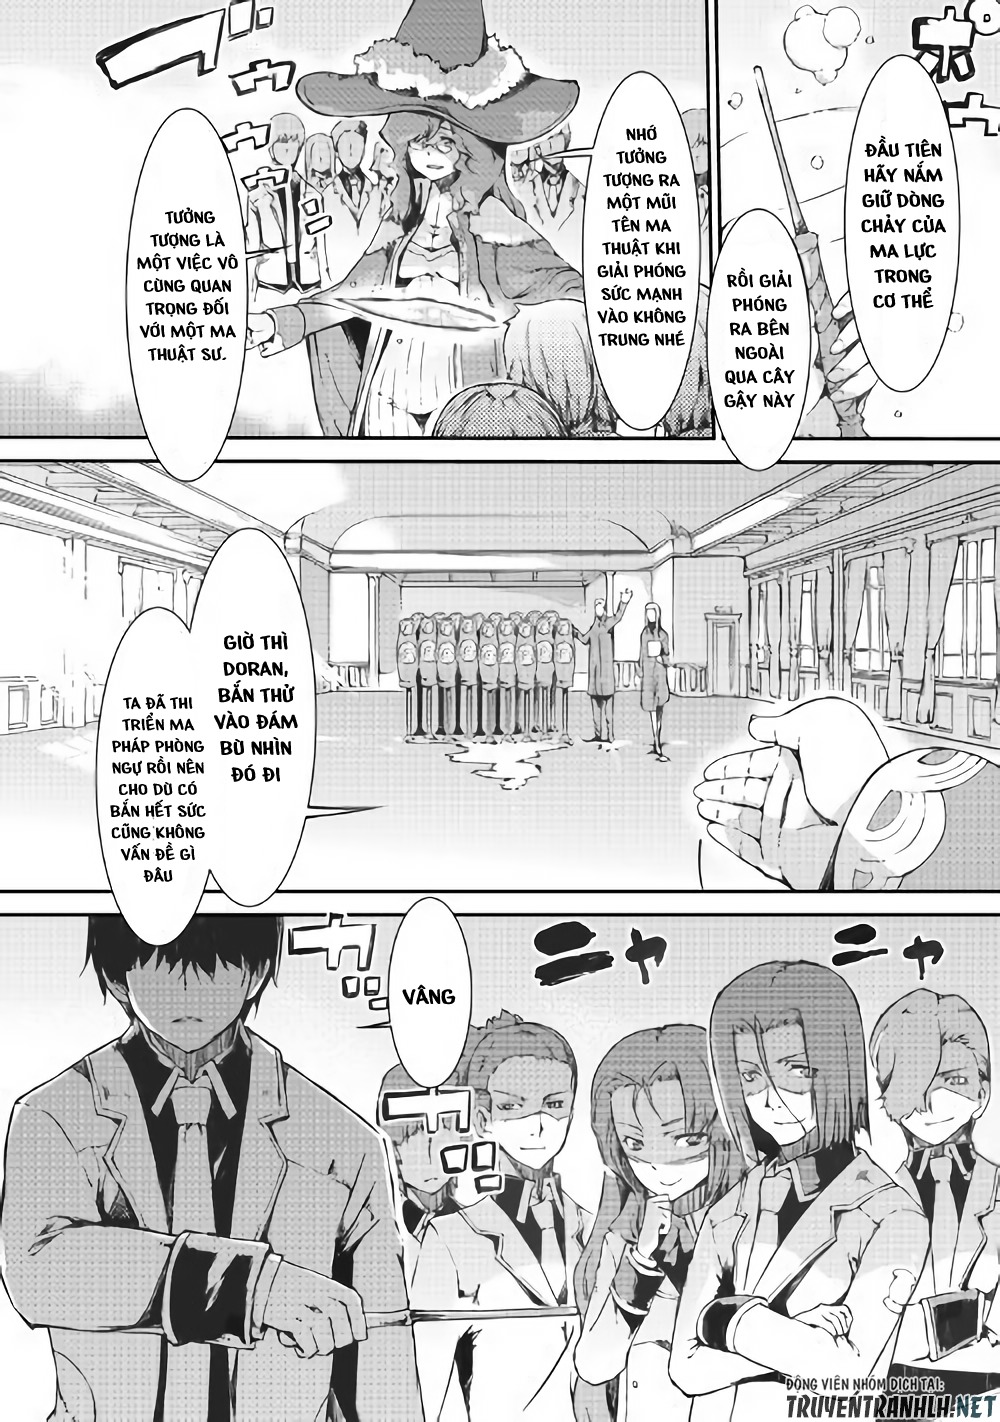 ポ
ウ
ĐẦU TIÊN
HÃY NẮM
GIỮ DÒNG
CHẢY CỦA
MA LỰC
TRONG
CƠ THỂ
RỒI GIẢI
PHÓNG
RA BÊN
NGOÀI
QUA CÂY
GẬY NÀY
NHỚ
TƯỞNG
TƯỢNG RA
MỘT MŨI
TÊN MA
THUẬT KHI
GIẢI PHÓNG
SỨC MẠNH
VÀO KHÔNG
TRUNG NHÉ
TƯỞNG
TƯỢNG LÀ
MỘT VIỆC VÔ
CÙNG QUAN
TRỌNG ĐỐI
VỚI MỘT MA
THUẬT SƯ.
GIỜ THÌ
DORAN,
BẮN THỬ
VÀO ĐÁM
BÙ NHÌN
ĐÓ ĐI
TA ĐÃ THI
TRIỂN MA
PHÁP PHÒNG
NGỰ RỒI NÊN
CHO DÙ CÓ
BẮN HẾT SỨC
CŨNG KHÔNG
VẤN ĐỀ GÌ
ĐÂU
ニヤ
ニヤ
VÂNG
ĐỘNG VIÊN NHÓM DỊCH TẠI:
TRUYENTRANHLH.NET